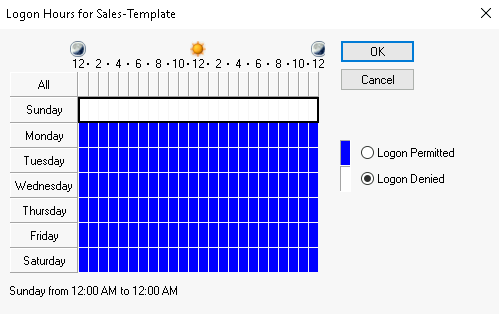 Logon Hours for Sales-Template
12 · 2 · 4 · 6 · 8 · 10 · 12 · 2 · 4 · 6 · 8 · 10 · 12
OK
Cancel
All
Sunday
Monday
Tuesday
Wednesday
Thursday
Friday
Saturday
Logon Permitted
Logon Denied
Sunday from 12:00 AM to 12:00 AM